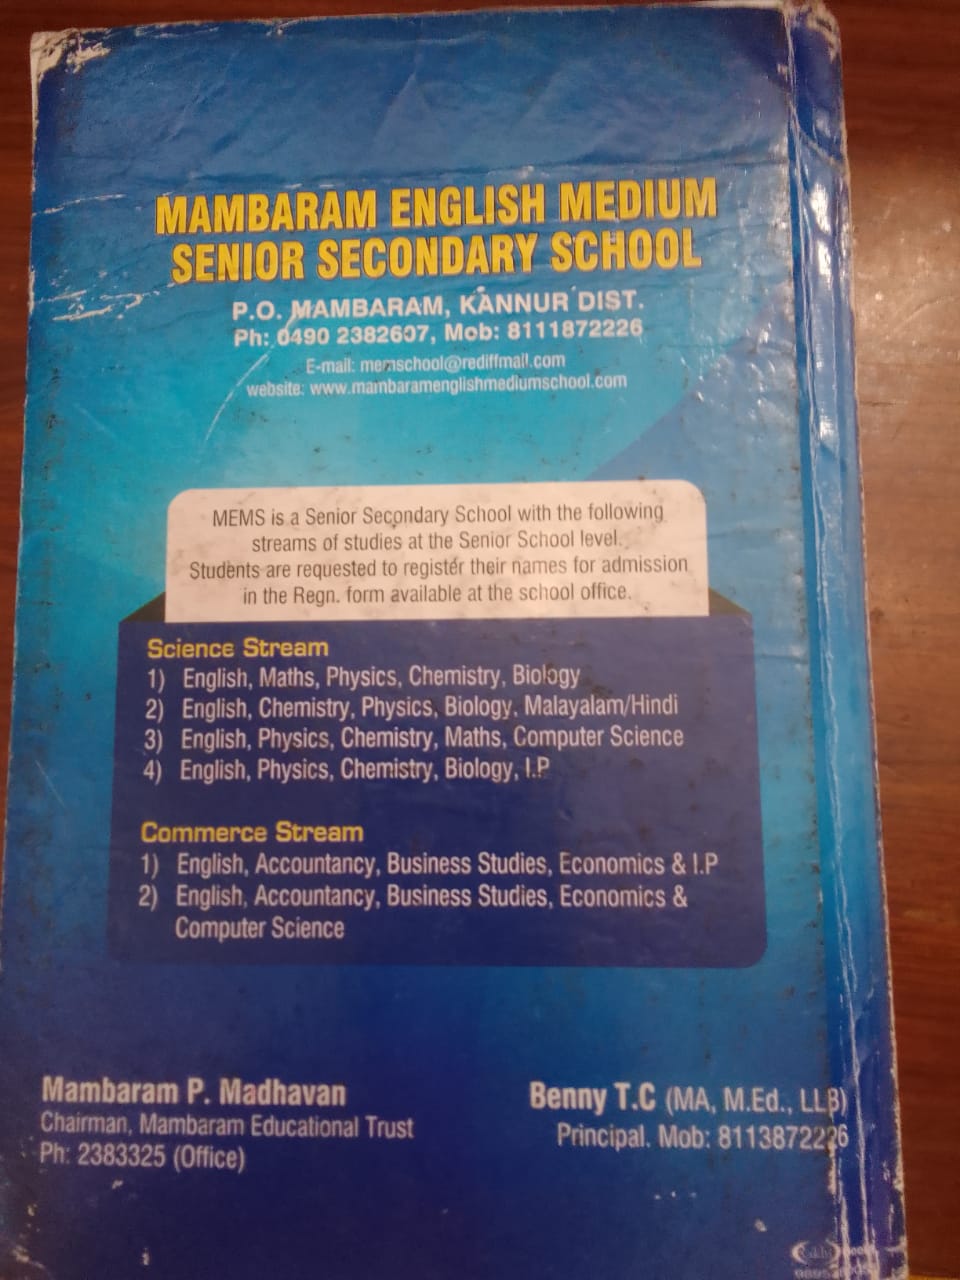 MAMBARAM ENGLISH MEDIUM
SENIOR SECONDARY SCHOOL
P.O. MAMBARAM, KANNUR DIST.
Ph: 0490 2382607, Mob: 8111872226
E-mail: memschool@rediffmail.com
website: www.mambaramenglishmediumschool.com
MEMS is a Senior Secondary School with the following
streams of studies at the Senior School level.
Students are requested to register their names for admission
in the Regn. form available at the school office.
Science Stream
1) English, Maths, Physics, Chemistry, Biology
2) English, Chemistry, Physics, Biology, Malayalam/Hindi
3) English, Physics, Chemistry, Maths, Computer Science
4) English, Physics, Chemistry, Biology, I.P
Commerce Stream
1) English, Accountancy, Business Studies, Economics & I.P
2) English, Accountancy, Business Studies, Economics &
Computer Science
Mambaram P. Madhavan
Chairman, Mambaram Educational Trust
Ph: 2383325 (Office)
Benny T.C (MA, M.Ed., LLB)
Principal. Mob: 8113872226